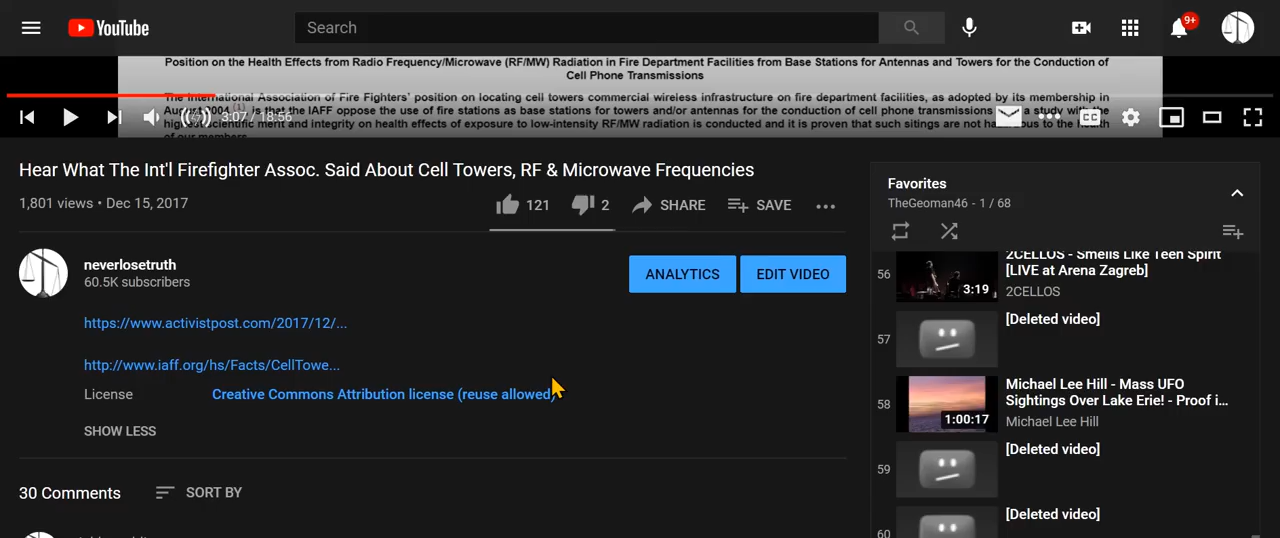 YouTube
Search
9+
Position on the Health Effects from Radio Frequency/Microwave (RF/MW) Radiation in Fire Department Facilities from Base Stations for Antennas and Towers for the Conduction of
Cell Phone Transmissions
The International Association of Fire Fighters' position on locating cell towers commercial wireless infrastructure on fire department facilities, as adopted by its membership in
August 2004 [1], is that the IAFF oppose the use of fire stations as base stations for towers and/or antennas for the conduction of cell phone transmissions a study with the
highest scientific merit and integrity on health effects of exposure to low-intensity RF/MW radiation is conducted and it is proven that such sitings are not hazardous to the health
of our members.
3:07 / 18:56
CC
Hear What The Int'l Firefighter Assoc. Said About Cell Towers, RF & Microwave Frequencies
1,801 views • Dec 15, 2017
121
2
SHARE
SAVE
neverlosetruth
60.5K subscribers
ANALYTICS
EDIT VIDEO
https://www.activistpost.com/2017/12/...
http://www.iaff.org/hs/Facts/CellTowe...
License
Creative Commons Attribution license (reuse allowed)
SHOW LESS
30 Comments
SORT BY
Favorites
TheGeoman46 - 1 / 68
56
3:19
2CELLOS - Smells Like Teen Spirit
[LIVE at Arena Zagreb]
2CELLOS
57
[Deleted video]
58
1:00:17
Michael Lee Hill - Mass UFO
Sightings Over Lake Erie! - Proof i...
Michael Lee Hill
59
[Deleted video]
60
[Deleted video]